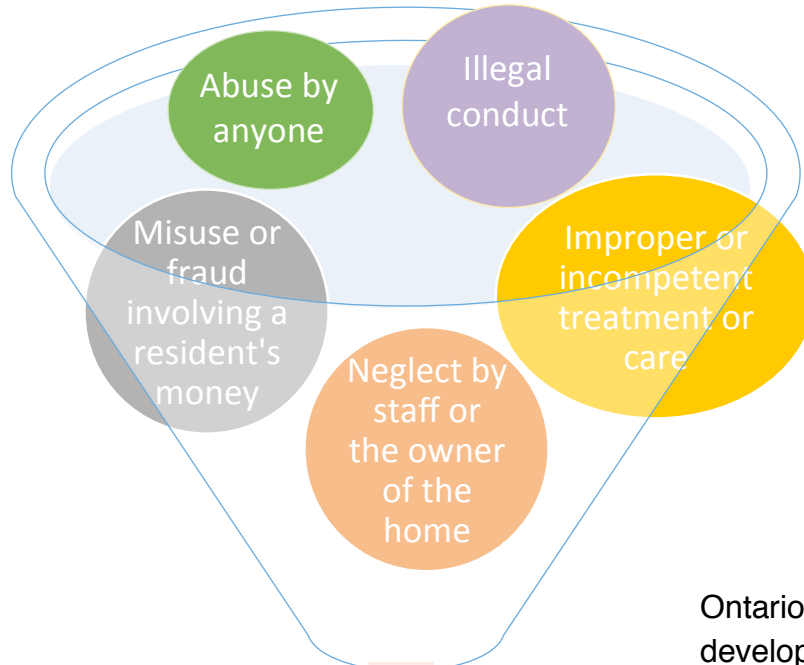 Abuse by
anyone
Illegal
conduct
Misuse or
fraud
involving a
resident's
money
Improper or
incompetent
treatment or
care
Neglect by
staff or
the owner
of the
home
Ontario
develop